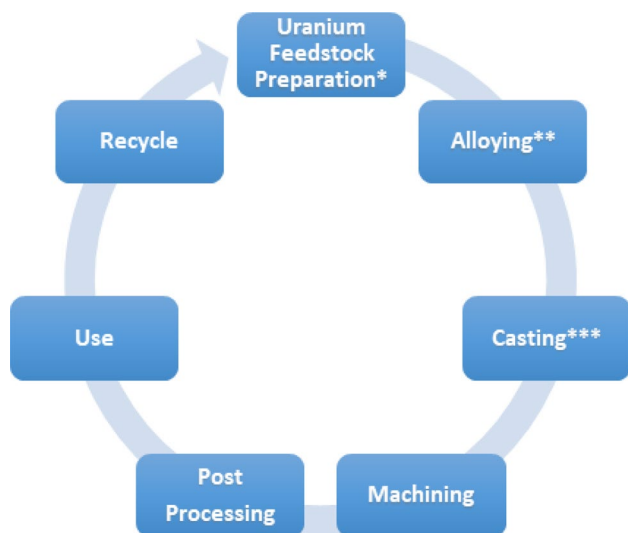 Uranium
Feedstock
Preparation*
Alloying**
Casting***
Machining
Post
Processing
Use
Recycle